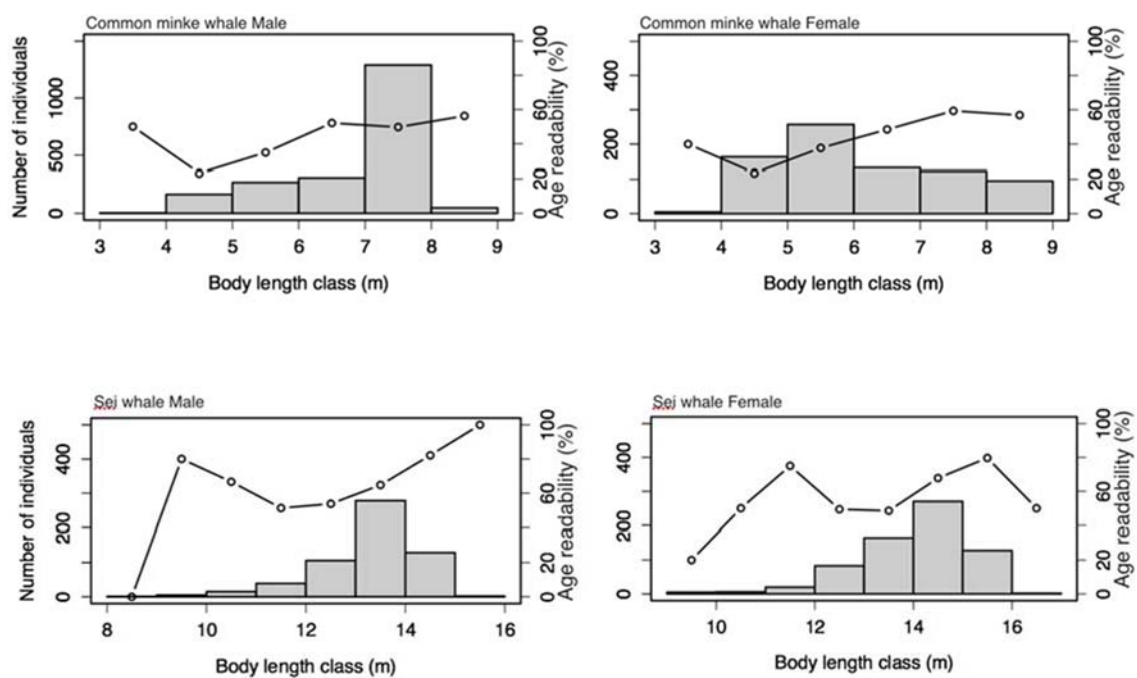 Common minke whale Male
Number of individuals
0 500 1000
0 20 60 100
Age readability (%)
3 4 5 6 7 8 9
Body length class (m)
Common minke whale Female
0 200 400
0 20 60 100
Age readability (%)
3 4 5 6 7 8 9
Body length class (m)
Sei whale Male
Number of individuals
0 200 400
0 20 60 100
Age readability (%)
8 10 12 14 16
Body length class (m)
Sei whale Female
0 200 400
0 20 60 100
Age readability (%)
10 12 14 16
Body length class (m)